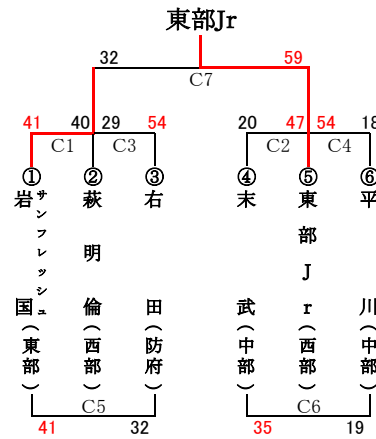 東部Jr
32 59
C7
41 40 29 54 20 47 54 18
C1 C3 C2 C4
① ② ③ ④ ⑤ ⑥
岩国サンフレッシュ(東部)
萩明倫(西部)
右田(防府)
末武(中部)
東部Jr(西部)
平川(中部)
C5 C6
41 32 35 19